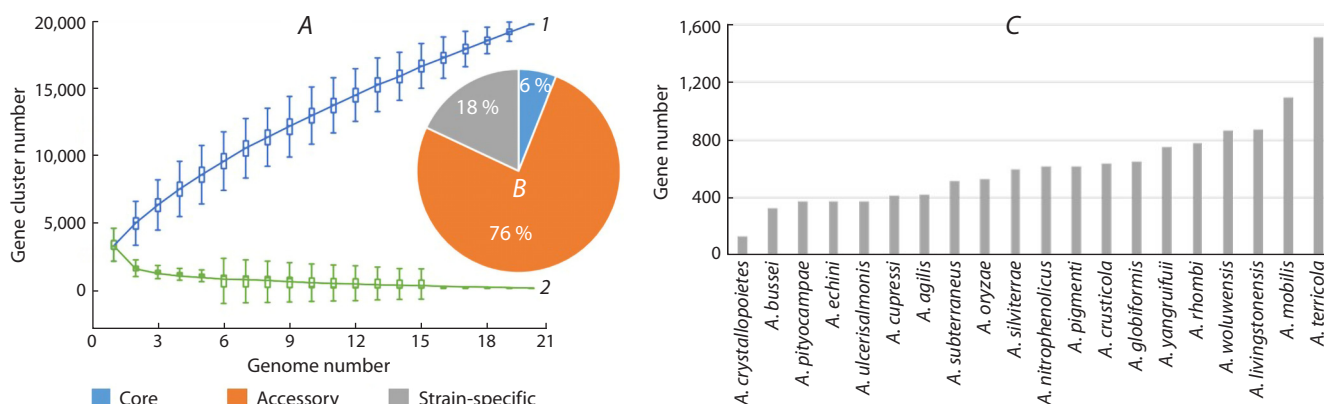 A
20,000
15,000
10,000
5,000
0
Gene cluster number
0 3 6 9 12 15 18 21
Genome number
1
2
6 %
18 %
B
76 %
Core
Accessory
Strain-specific
C
1,600
1,200
800
400
0
Gene number
A. crystallopoietes
A. bussei
A. pityocampae
A. echini
A. ulcerisalmonis
A. cupressi
A. agilis
A. subterraneus
A. oryzae
A. silviterrae
A. nitrophenolicus
A. pigmenti
A. crusticola
A. globiformis
A. yangruifuii
A. rhombi
A. woluwensis
A. livingstonensis
A. mobilis
A. terricola